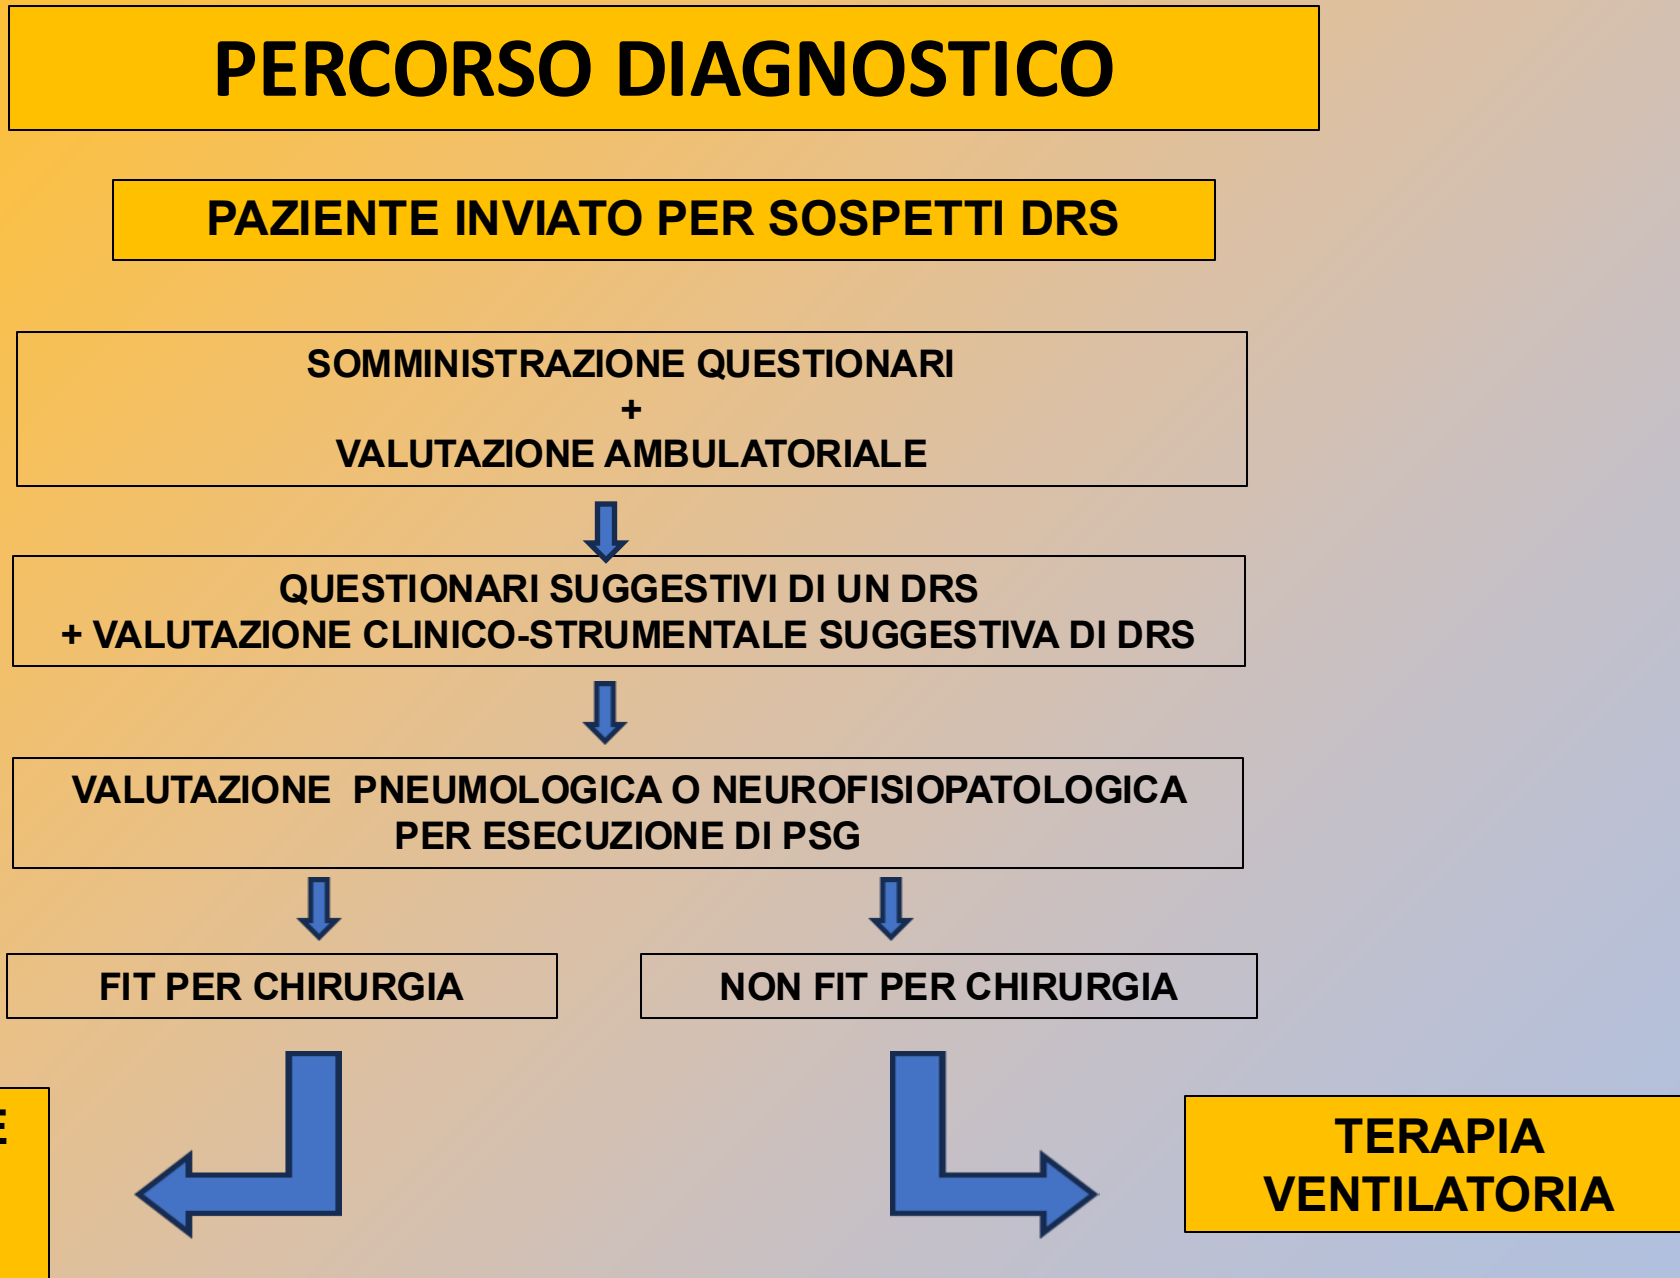 PERCORSO DIAGNOSTICO
PAZIENTE INVIATO PER SOSPETTI DRS
SOMMINISTRAZIONE QUESTIONARI
+
VALUTAZIONE AMBULATORIALE
QUESTIONARI SUGGESTIVI DI UN DRS
+ VALUTAZIONE CLINICO-STRUMENTALE SUGGESTIVA DI DRS
VALUTAZIONE PNEUMOLOGICA O NEUROFISIOPATOLOGICA
PER ESECUZIONE DI PSG
FIT PER CHIRURGIA
NON FIT PER CHIRURGIA
TERAPIA
VENTILATORIA